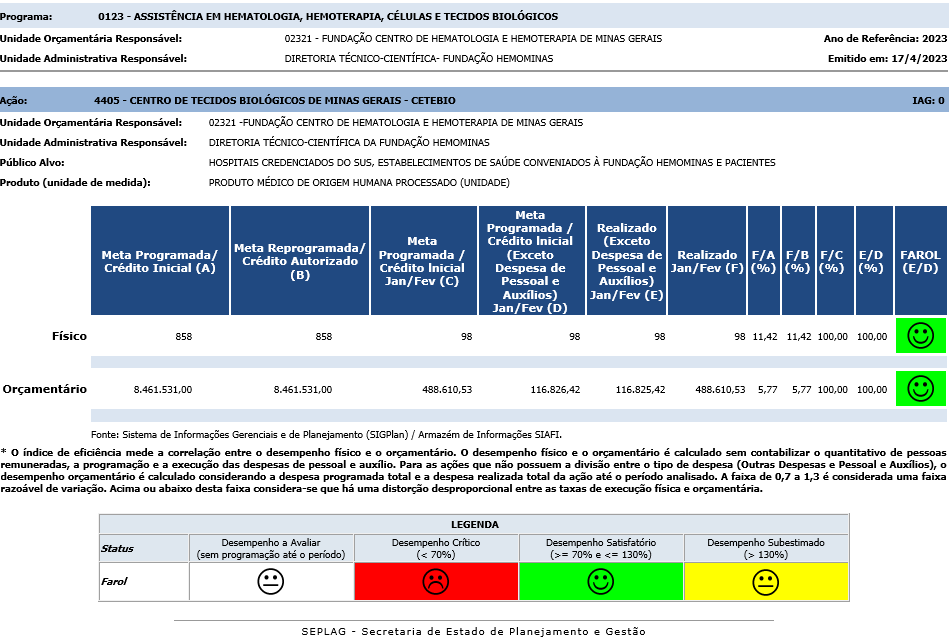 Programa: 0123 - ASSISTÊNCIA EM HEMATOLOGIA, HEMOTERAPIA, CÉLULAS E TECIDOS BIOLÓGICOS
Unidade Orçamentária Responsável: 02321 - FUNDAÇÃO CENTRO DE HEMATOLOGIA E HEMOTERAPIA DE MINAS GERAIS Ano de Referência: 2023
Unidade Administrativa Responsável: DIRETORIA TÉCNICO-CIENTÍFICA- FUNDAÇÃO HEMOMINAS Emitido em: 17/4/2023
Ação: 4405 - CENTRO DE TECIDOS BIOLÓGICOS DE MINAS GERAIS - CETEBIO IAG: 0
Unidade Orçamentária Responsável: 02321 -FUNDAÇÃO CENTRO DE HEMATOLOGIA E HEMOTERAPIA DE MINAS GERAIS
Unidade Administrativa Responsável: DIRETORIA TÉCNICO-CIENTÍFICA DA FUNDAÇÃO HEMOMINAS
Público Alvo: HOSPITAIS CREDENCIADOS DO SUS, ESTABELECIMENTOS DE SAÚDE CONVENIADOS À FUNDAÇÃO HEMOMINAS E PACIENTES
Produto (unidade de medida): PRODUTO MÉDICO DE ORIGEM HUMANA PROCESSADO (UNIDADE)
Meta Programada/
Crédito Inicial (A)
Meta Reprogramada/
Crédito Autorizado
(B)
Meta
Programada /
Crédito Inicial
Jan/Fev (C)
Meta
Programada /
Crédito Inicial
(Exceto
Despesa de
Pessoal e
Auxílios)
Jan/Fev (D)
Realizado
(Exceto
Despesa de
Pessoal e
Auxílios)
Jan/Fev (E)
Realizado
Jan/Fev (F)
F/A
(%)
F/B
(%)
F/C
(%)
E/D
(%)
FAROL
(E/D)
Físico 858 858 98 98 98 98 11,42 11,42 100,00 100,00
Orçamentário 8.461.531,00 8.461.531,00 488.610,53 116.826,42 116.825,42 488.610,53 5,77 5,77 100,00 100,00
Fonte: Sistema de Informações Gerenciais e de Planejamento (SIGPlan) / Armazém de Informações SIAFI.
* O índice de eficiência mede a correlação entre o desempenho físico e o orçamentário. O desempenho físico e o orçamentário é calculado sem contabilizar o quantitativo de pessoas
remuneradas, a programação e a execução das despesas de pessoal e auxílio. Para as ações que não possuem a divisão entre o tipo de despesa (Outras Despesas e Pessoal e Auxílios), o
desempenho orçamentário é calculado considerando a despesa programada total e a despesa realizada total da ação até o período analisado. A faixa de 0,7 a 1,3 é considerada uma faixa
razoável de variação. Acima ou abaixo desta faixa considera-se que há uma distorção desproporcional entre as taxas de execução física e orçamentária.
LEGENDA
Status
Desempenho a Avaliar
(sem programação até o período)
Desempenho Crítico
(< 70%)
Desempenho Satisfatório
(>= 70% e <= 130%)
Desempenho Subestimado
(> 130%)
Farol
SEPLAG - Secretaria de Estado de Planejamento e Gestão